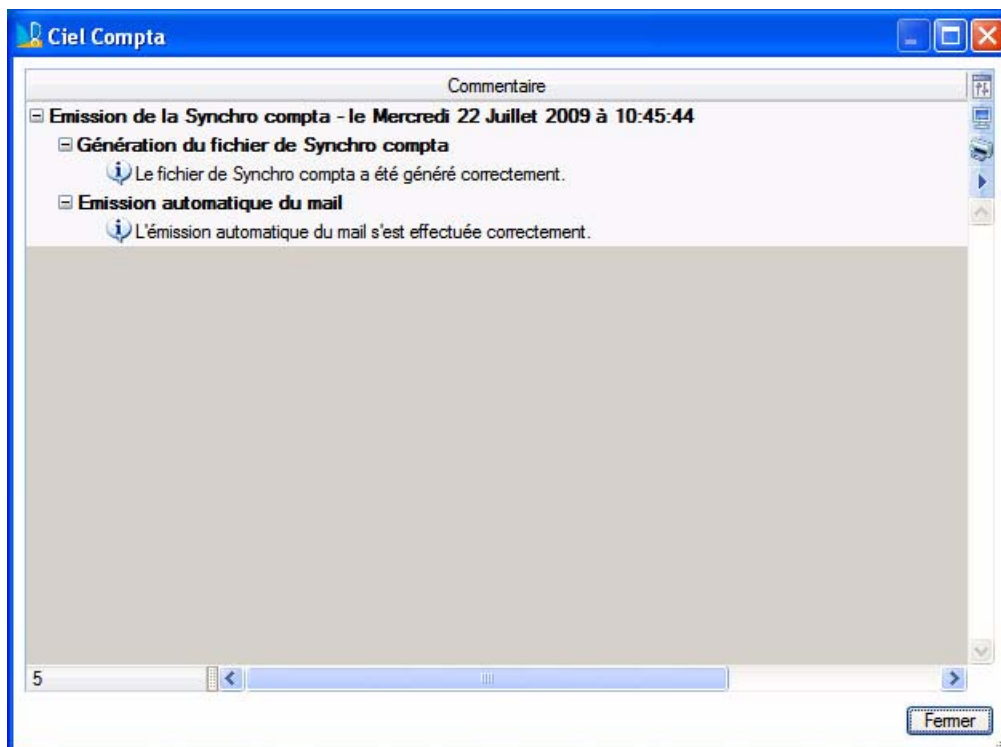 Ciel Compta
Commentaire
Emission de la Synchro compta - le Mercredi 22 Juillet 2009 à 10:45:44
Génération du fichier de Synchro compta
Le fichier de Synchro compta a été généré correctement.
Emission automatique du mail
L'émission automatique du mail s'est effectuée correctement.
5
Fermer